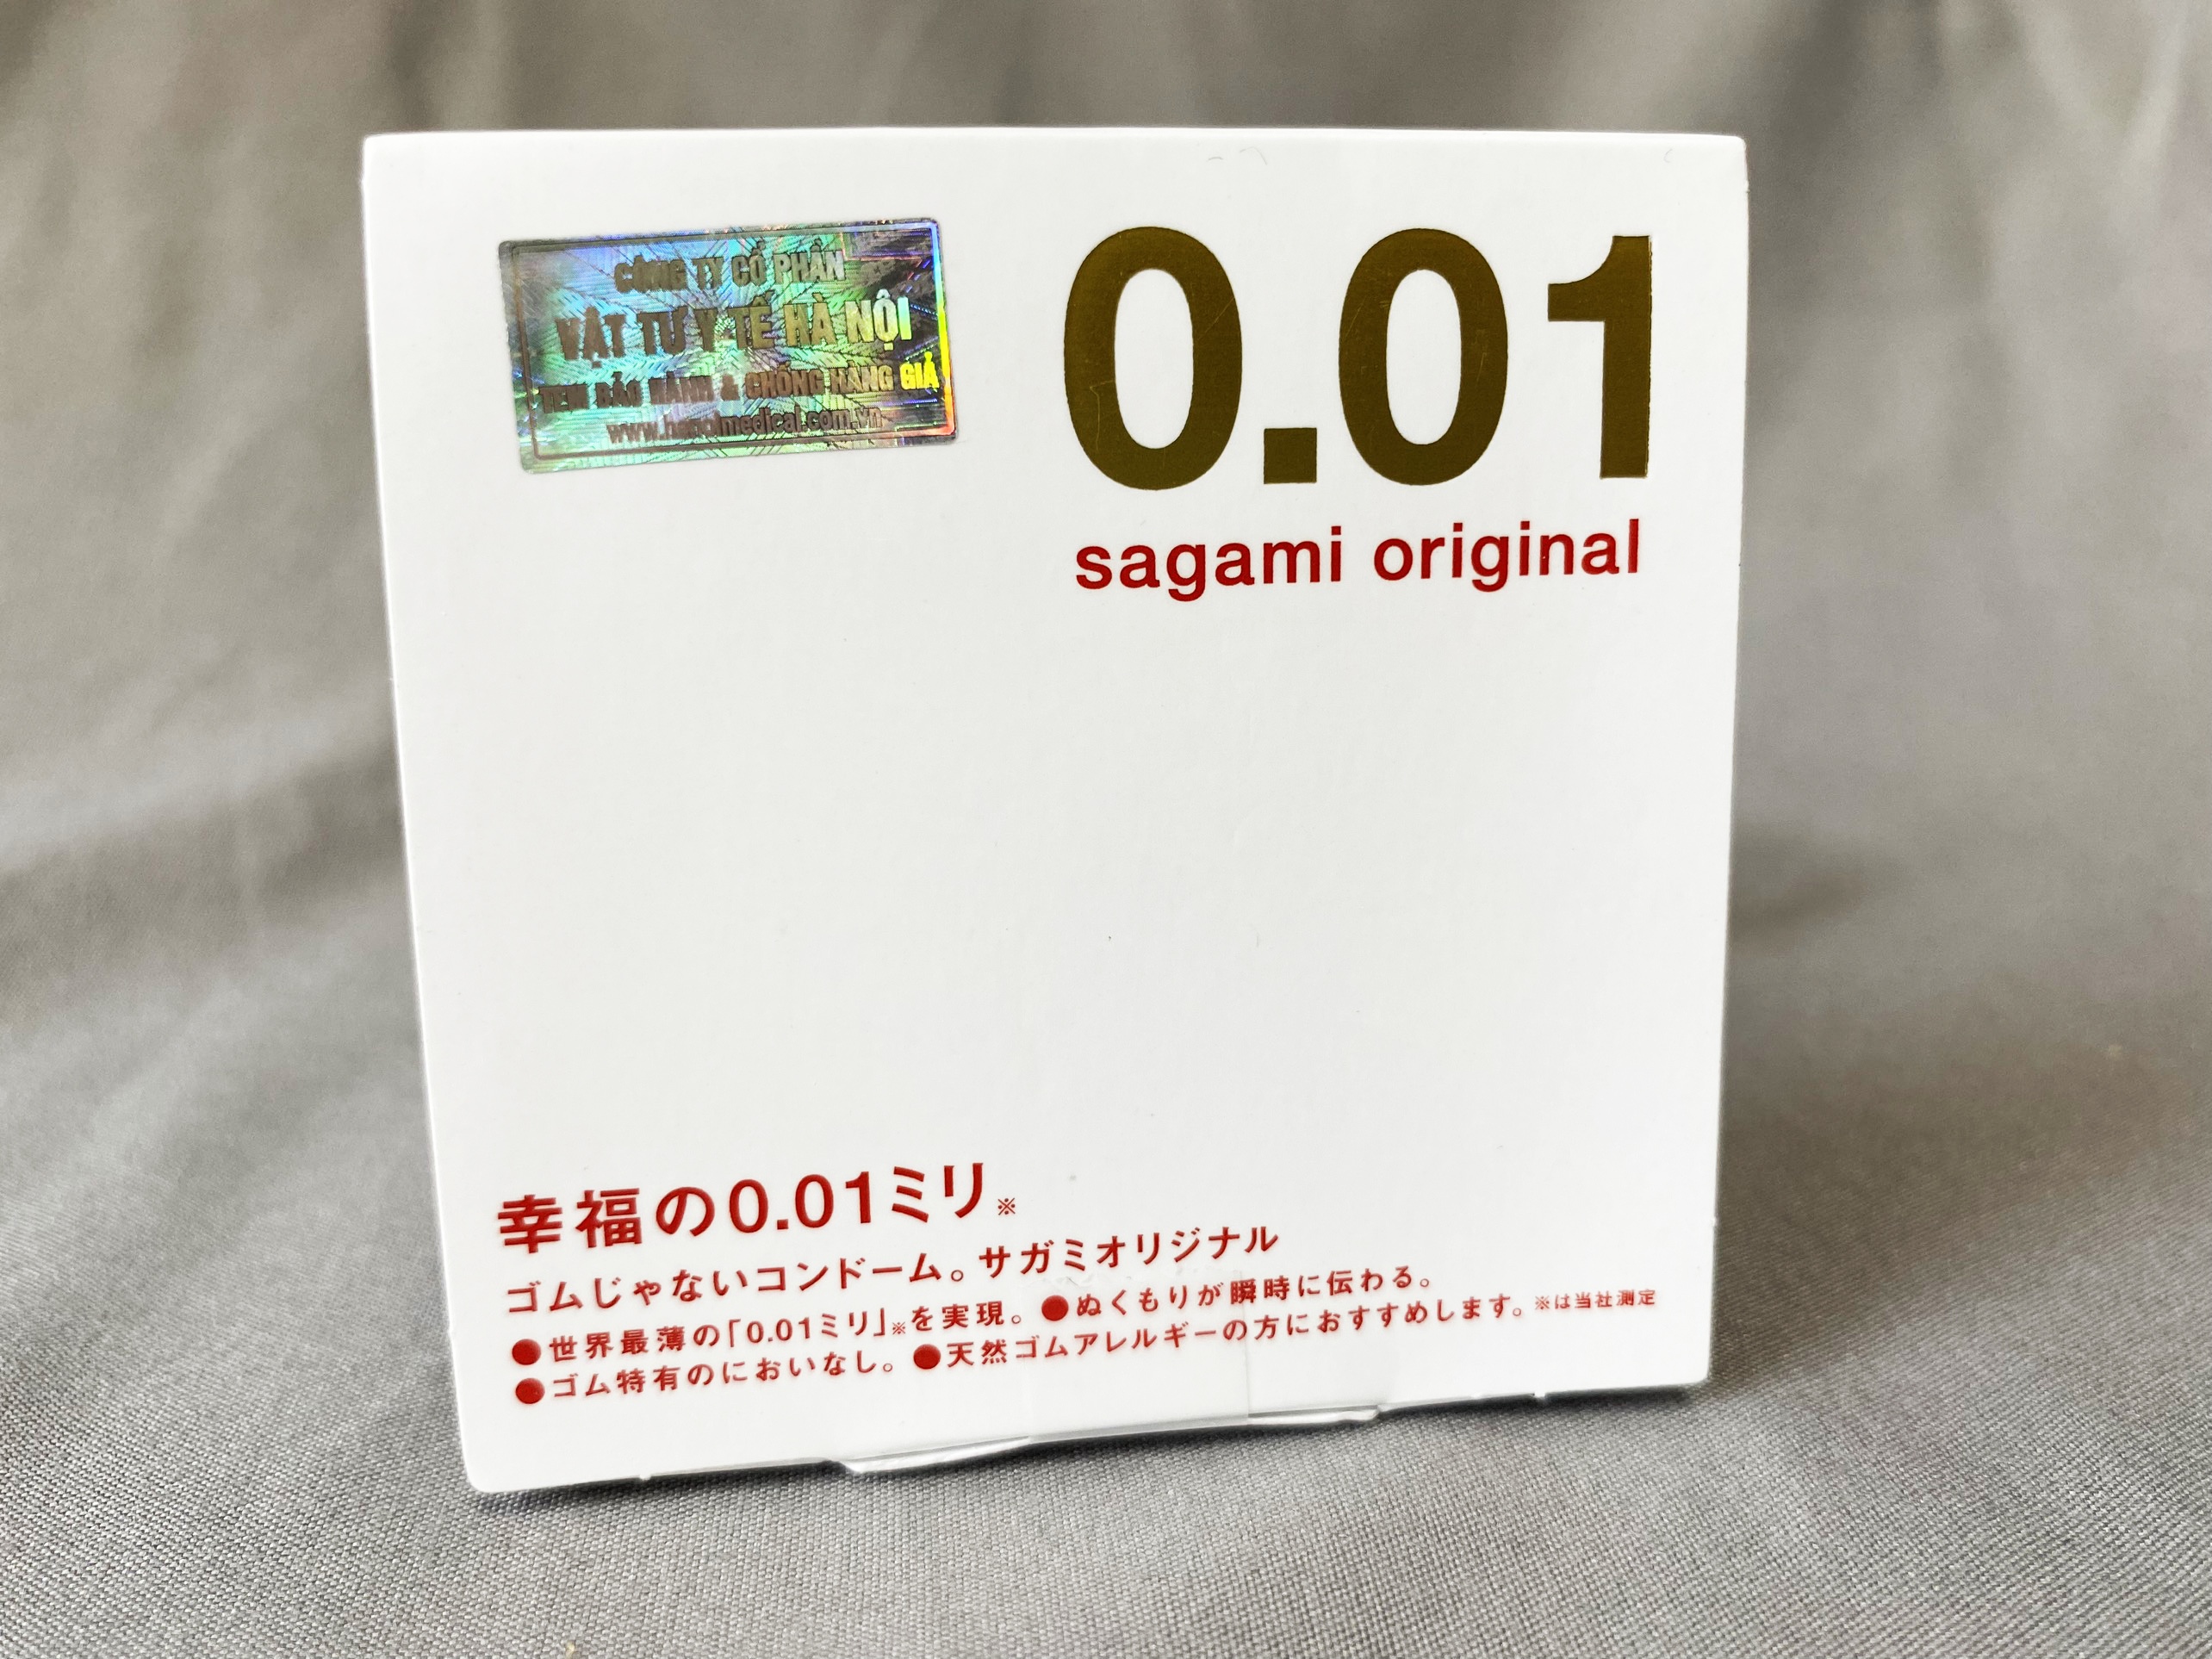 CÔNG TY CỔ PHẦN
VẬT TƯ Y TẾ HÀ NỘI
TEM BẢO HÀNH & CHỐNG HÀNG GIẢ
www.hanoimedical.com.vn
0.01
sagami original
幸福の0.01ミリ※
ゴムじゃないコンドーム。サガミオリジナル
●世界最薄の「0.01ミリ」※を実現。●ぬくもりが瞬時に伝わる。
●ゴム特有のにおいなし。●天然ゴムアレルギーの方におすすめします。※は当社測定